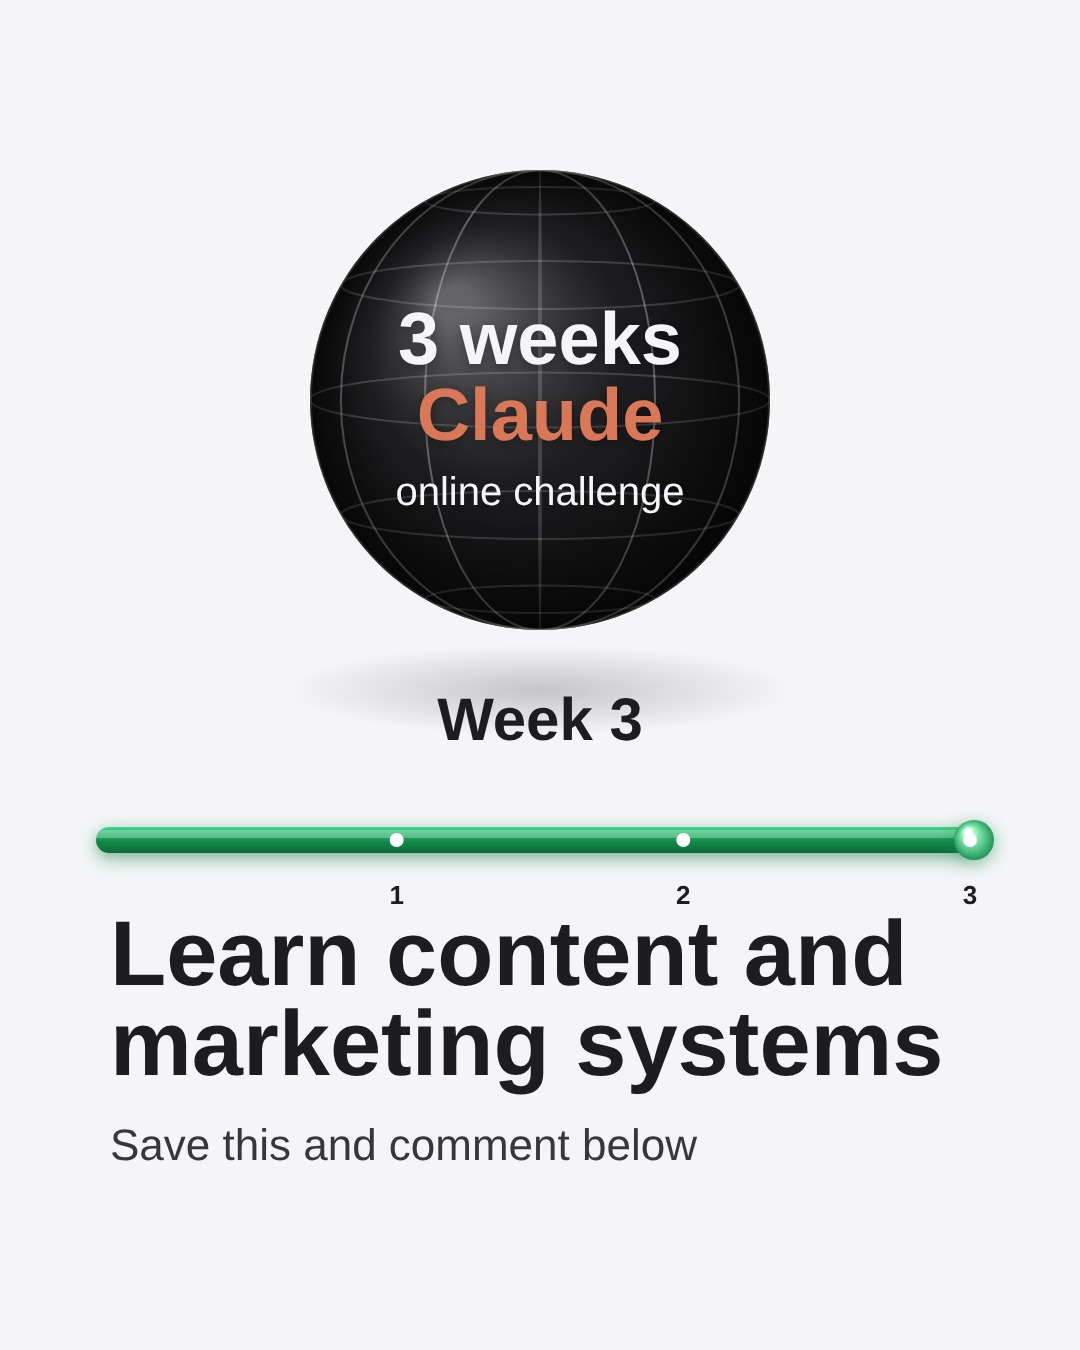 3 weeks
Claude
online challenge
Week 3
1 2 3
Learn content and
marketing systems
Save this and comment below